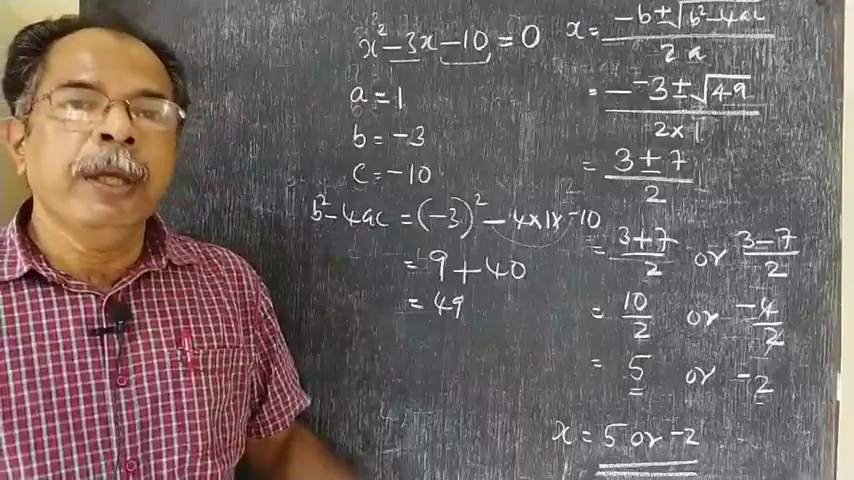 x² - 3x - 10 = 0
a = 1
b = -3
c = -10
b² - 4ac = (-3)² - 4×1×-10
= 9 + 40
= 49
x = -b ± √b² - 4ac / 2a
= - -3 ± √49 / 2×1
= 3 ± 7 / 2
= 3+7 / 2 or 3-7 / 2
= 10 / 2 or -4 / 2
= 5 or -2
x = 5 or -2